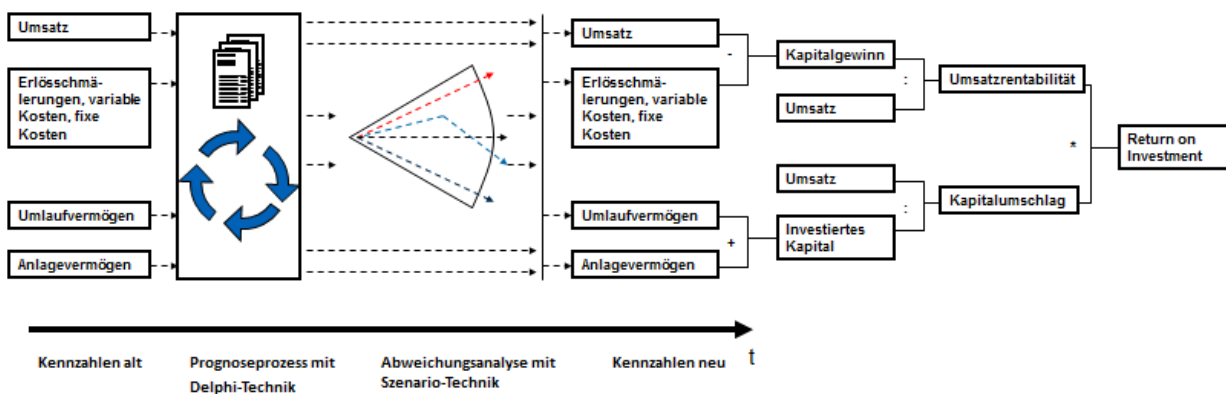 Umsatz
Erlösschmä-
lerungen, variable
Kosten, fixe
Kosten
Umlaufvermögen
Anlagevermögen
Umsatz
Erlösschmä-
lerungen, variable
Kosten, fixe
Kosten
Umlaufvermögen
Anlagevermögen
-
+
Kapitalgewinn
:
Umsatz
Umsatz
:
Investiertes
Kapital
Umsatzrentabilität
*
Kapitalumschlag
Return on
Investment
t
Kennzahlen alt
Prognoseprozess mit
Delphi-Technik
Abweichungsanalyse mit
Szenario-Technik
Kennzahlen neu